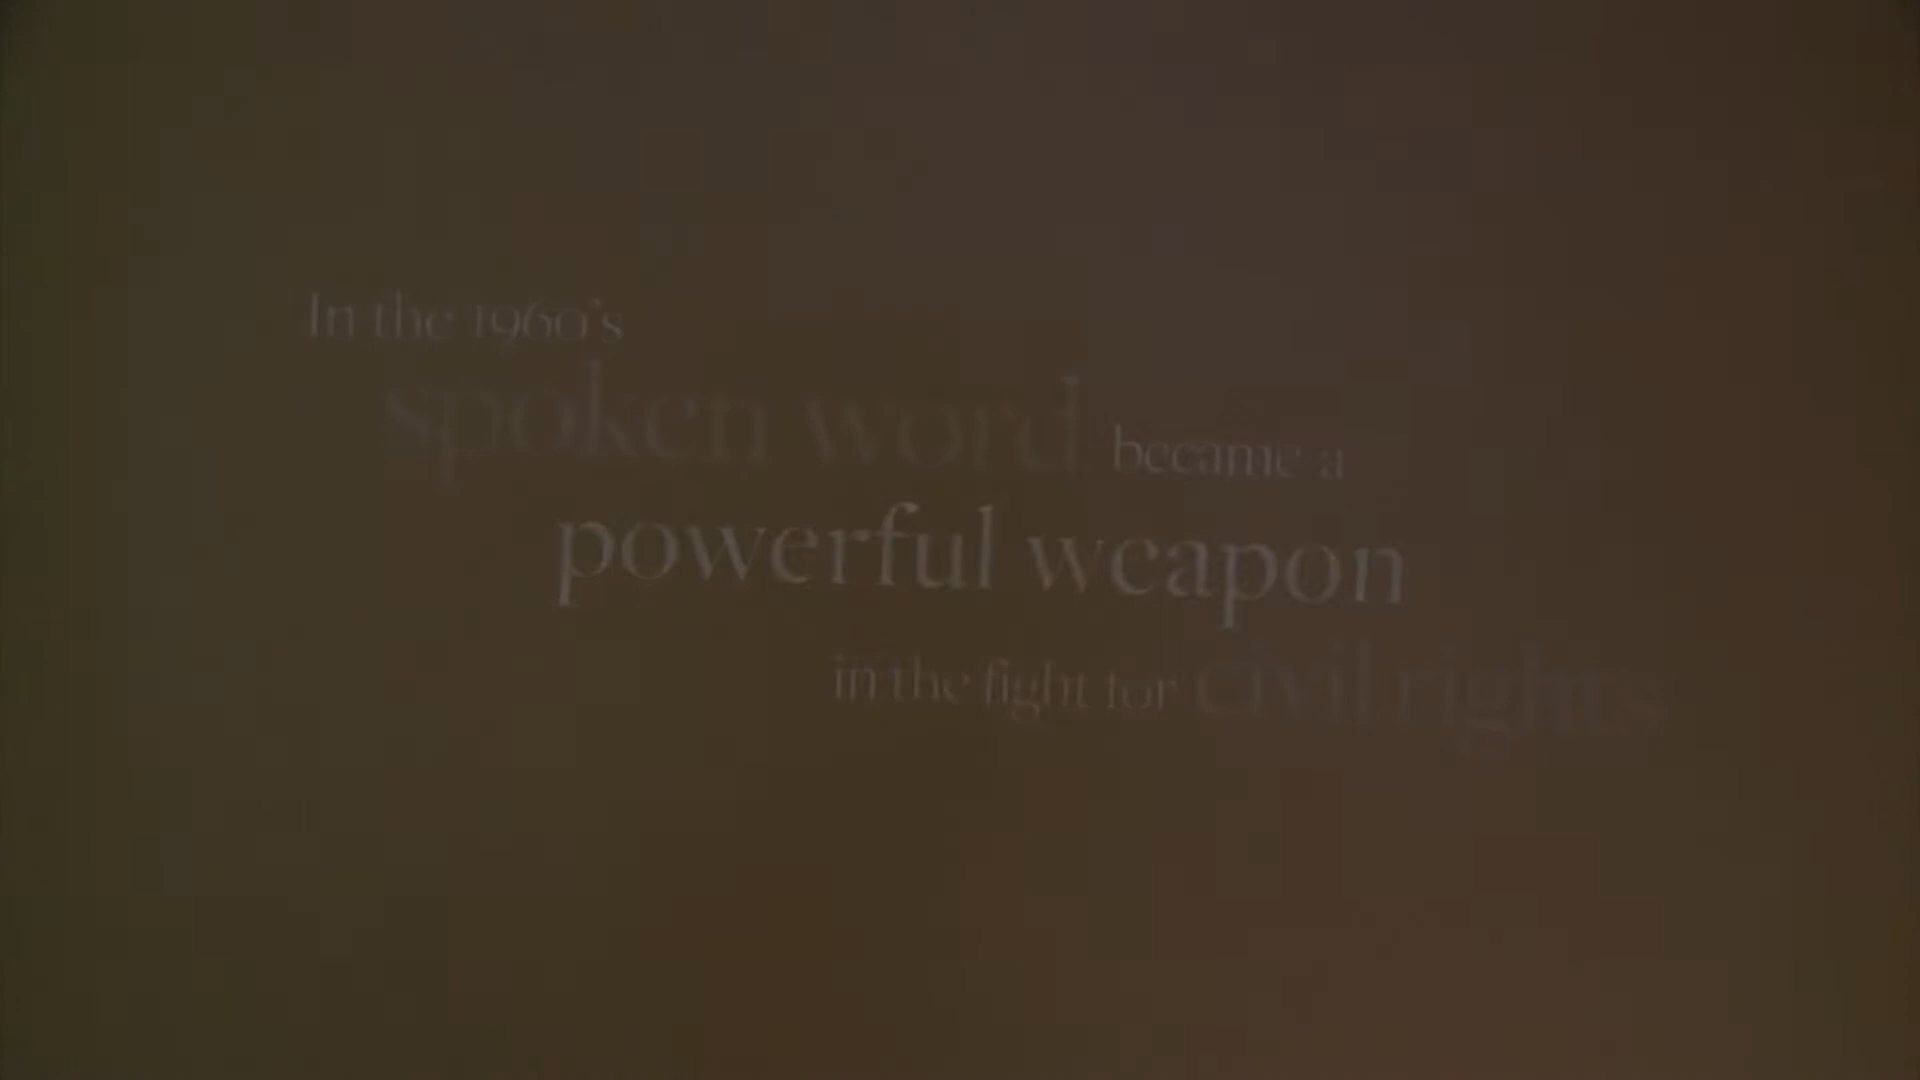 In the 1960's
spoken word became a
powerful weapon
in the fight for civil rights